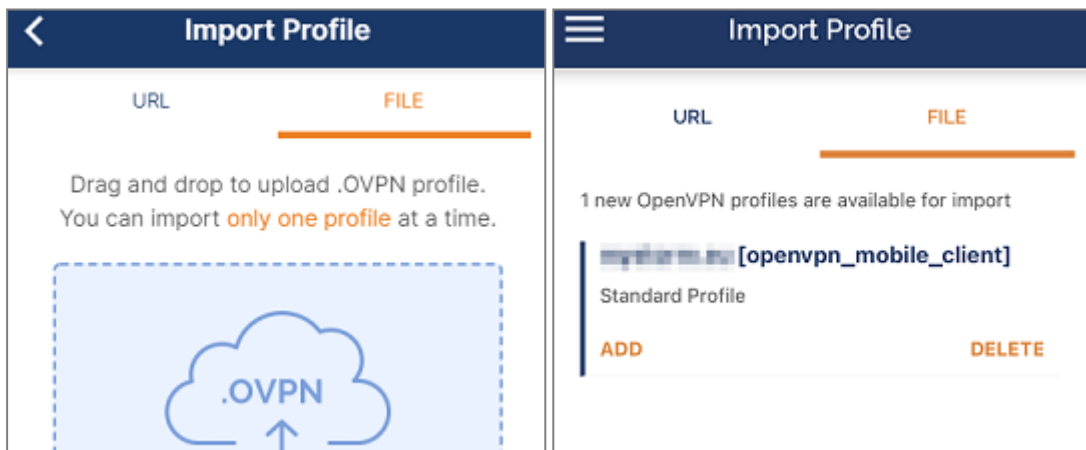 Import Profile
URL FILE
Drag and drop to upload .OVPN profile.
You can import only one profile at a time.
.OVPN
Import Profile
URL FILE
1 new OpenVPN profiles are available for import
[openvpn_mobile_client]
Standard Profile
ADD DELETE